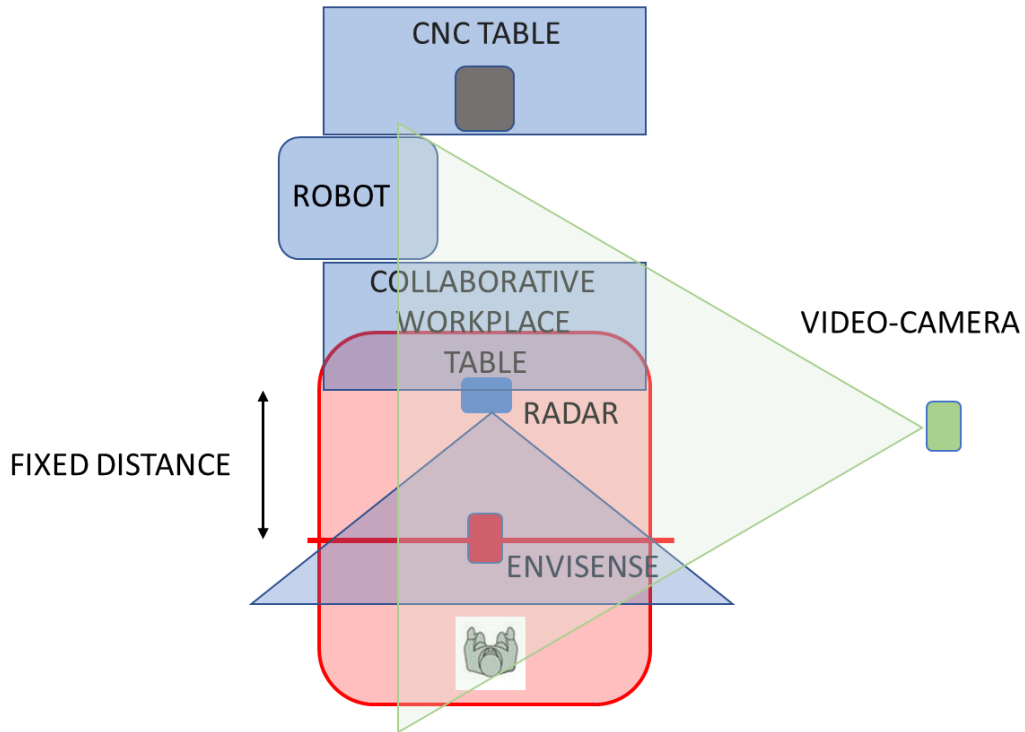 CNC TABLE
ROBOT
COLLABORATIVE
WORKPLACE
TABLE
VIDEO-CAMERA
RADAR
FIXED DISTANCE
ENVISENSE